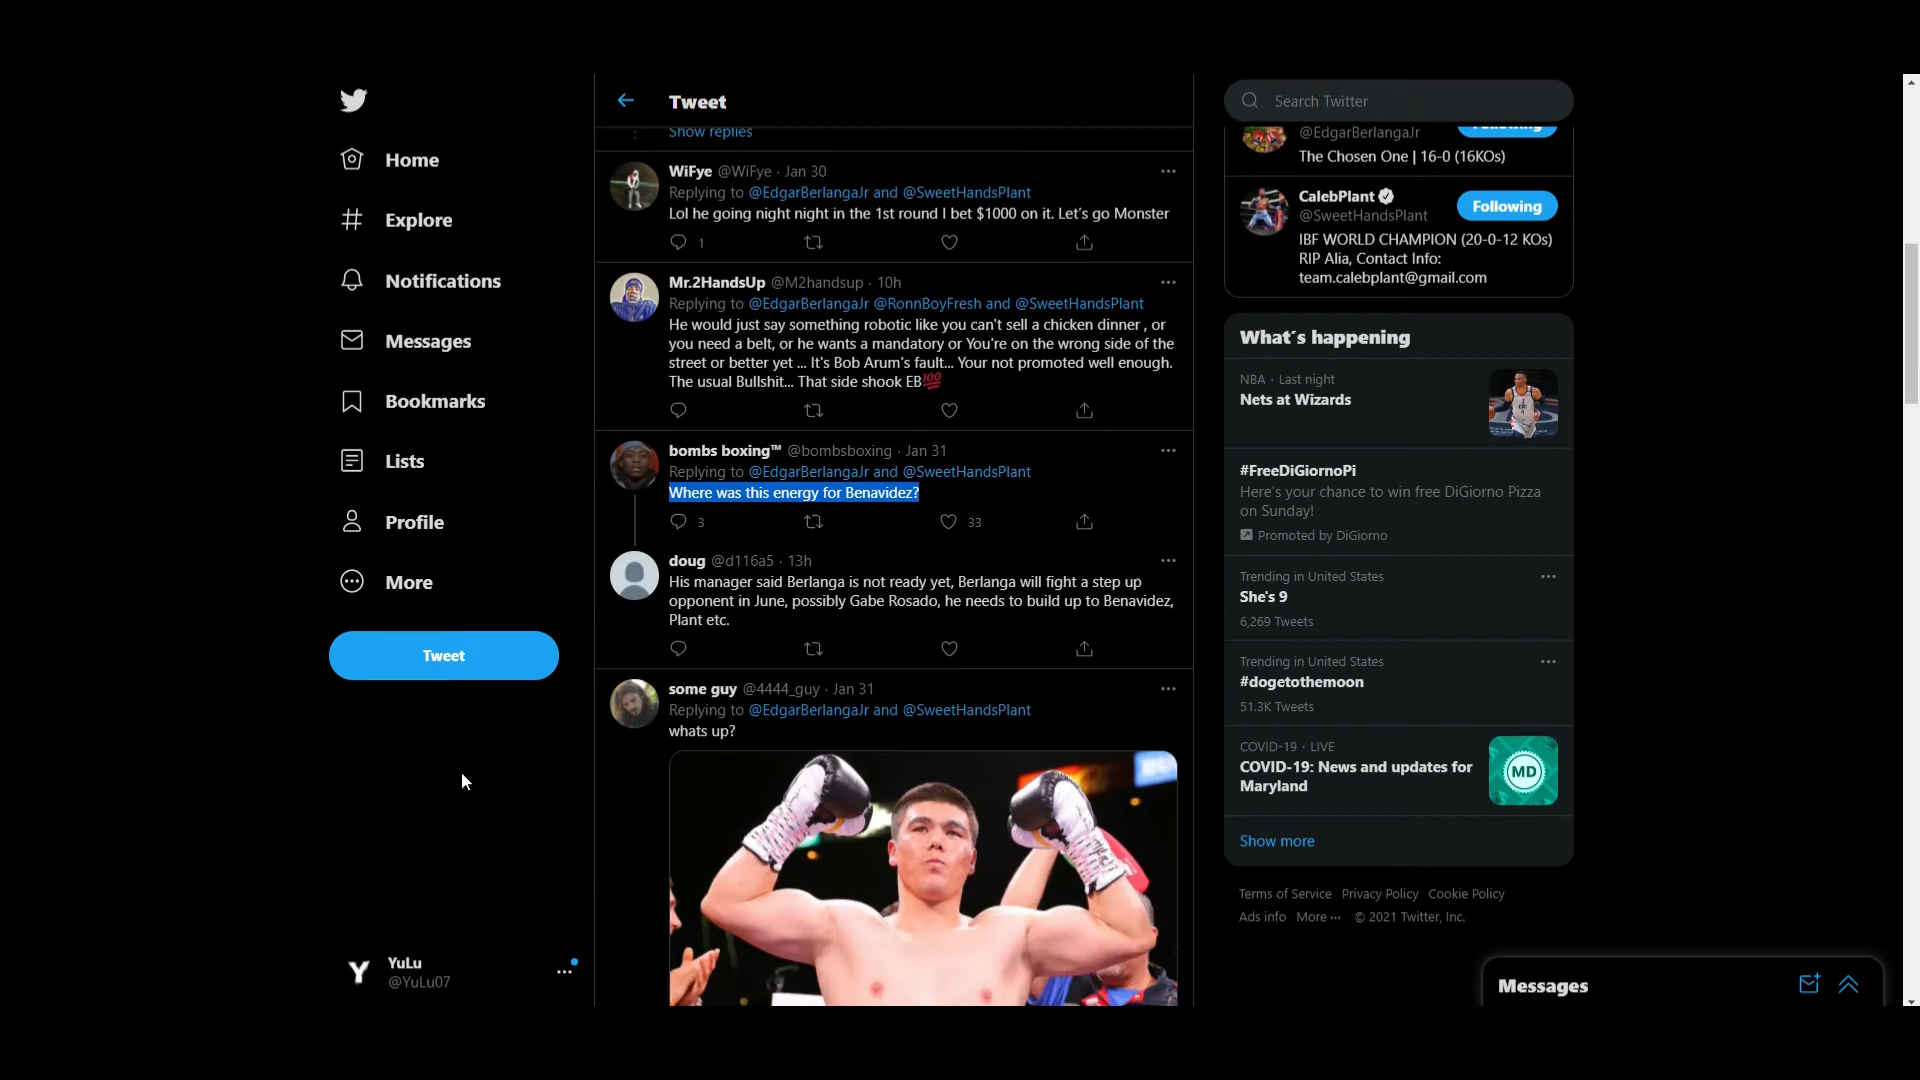 Home
Explore
Notifications
Messages
Bookmarks
Lists
Profile
More
Tweet
YuLu
@YuLu07
Tweet
Show replies
WiFye @WiFye · Jan 30
Replying to @EdgarBerlangaJr and @SweetHandsPlant
Lol he going night night in the 1st round I bet $1000 on it. Let's go Monster
1
Mr.2HandsUp @M2handsup · 10h
Replying to @EdgarBerlangaJr @RonnBoyFresh and @SweetHandsPlant
He would just say something robotic like you can't sell a chicken dinner , or
you need a belt, or he wants a mandatory or You're on the wrong side of the
street or better yet ... It's Bob Arum's fault... Your not promoted well enough.
The usual Bullshit... That side shook EB💯
bombs boxing™ @bombsboxing · Jan 31
Replying to @EdgarBerlangaJr and @SweetHandsPlant
Where was this energy for Benavidez?
3 33
doug @d116a5 · 13h
His manager said Berlanga is not ready yet, Berlanga will fight a step up
opponent in June, possibly Gabe Rosado, he needs to build up to Benavidez,
Plant etc.
some guy @4444_guy · Jan 31
Replying to @EdgarBerlangaJr and @SweetHandsPlant
whats up?
Search Twitter
@EdgarBerlangaJr
Following
The Chosen One | 16-0 (16KOs)
CalebPlant
@SweetHandsPlant
Following
IBF WORLD CHAMPION (20-0-12 KOs)
RIP Alia, Contact Info:
team.calebplant@gmail.com
What´s happening
NBA · Last night
Nets at Wizards
#FreeDiGiornoPi
Here's your chance to win free DiGiorno Pizza
on Sunday!
Promoted by DiGiorno
Trending in United States
She's 9
6,269 Tweets
Trending in United States
#dogetothemoon
51.3K Tweets
COVID-19 · LIVE
COVID-19: News and updates for
Maryland
MD
Show more
Terms of Service Privacy Policy Cookie Policy
Ads info More ··· © 2021 Twitter, Inc.
Messages